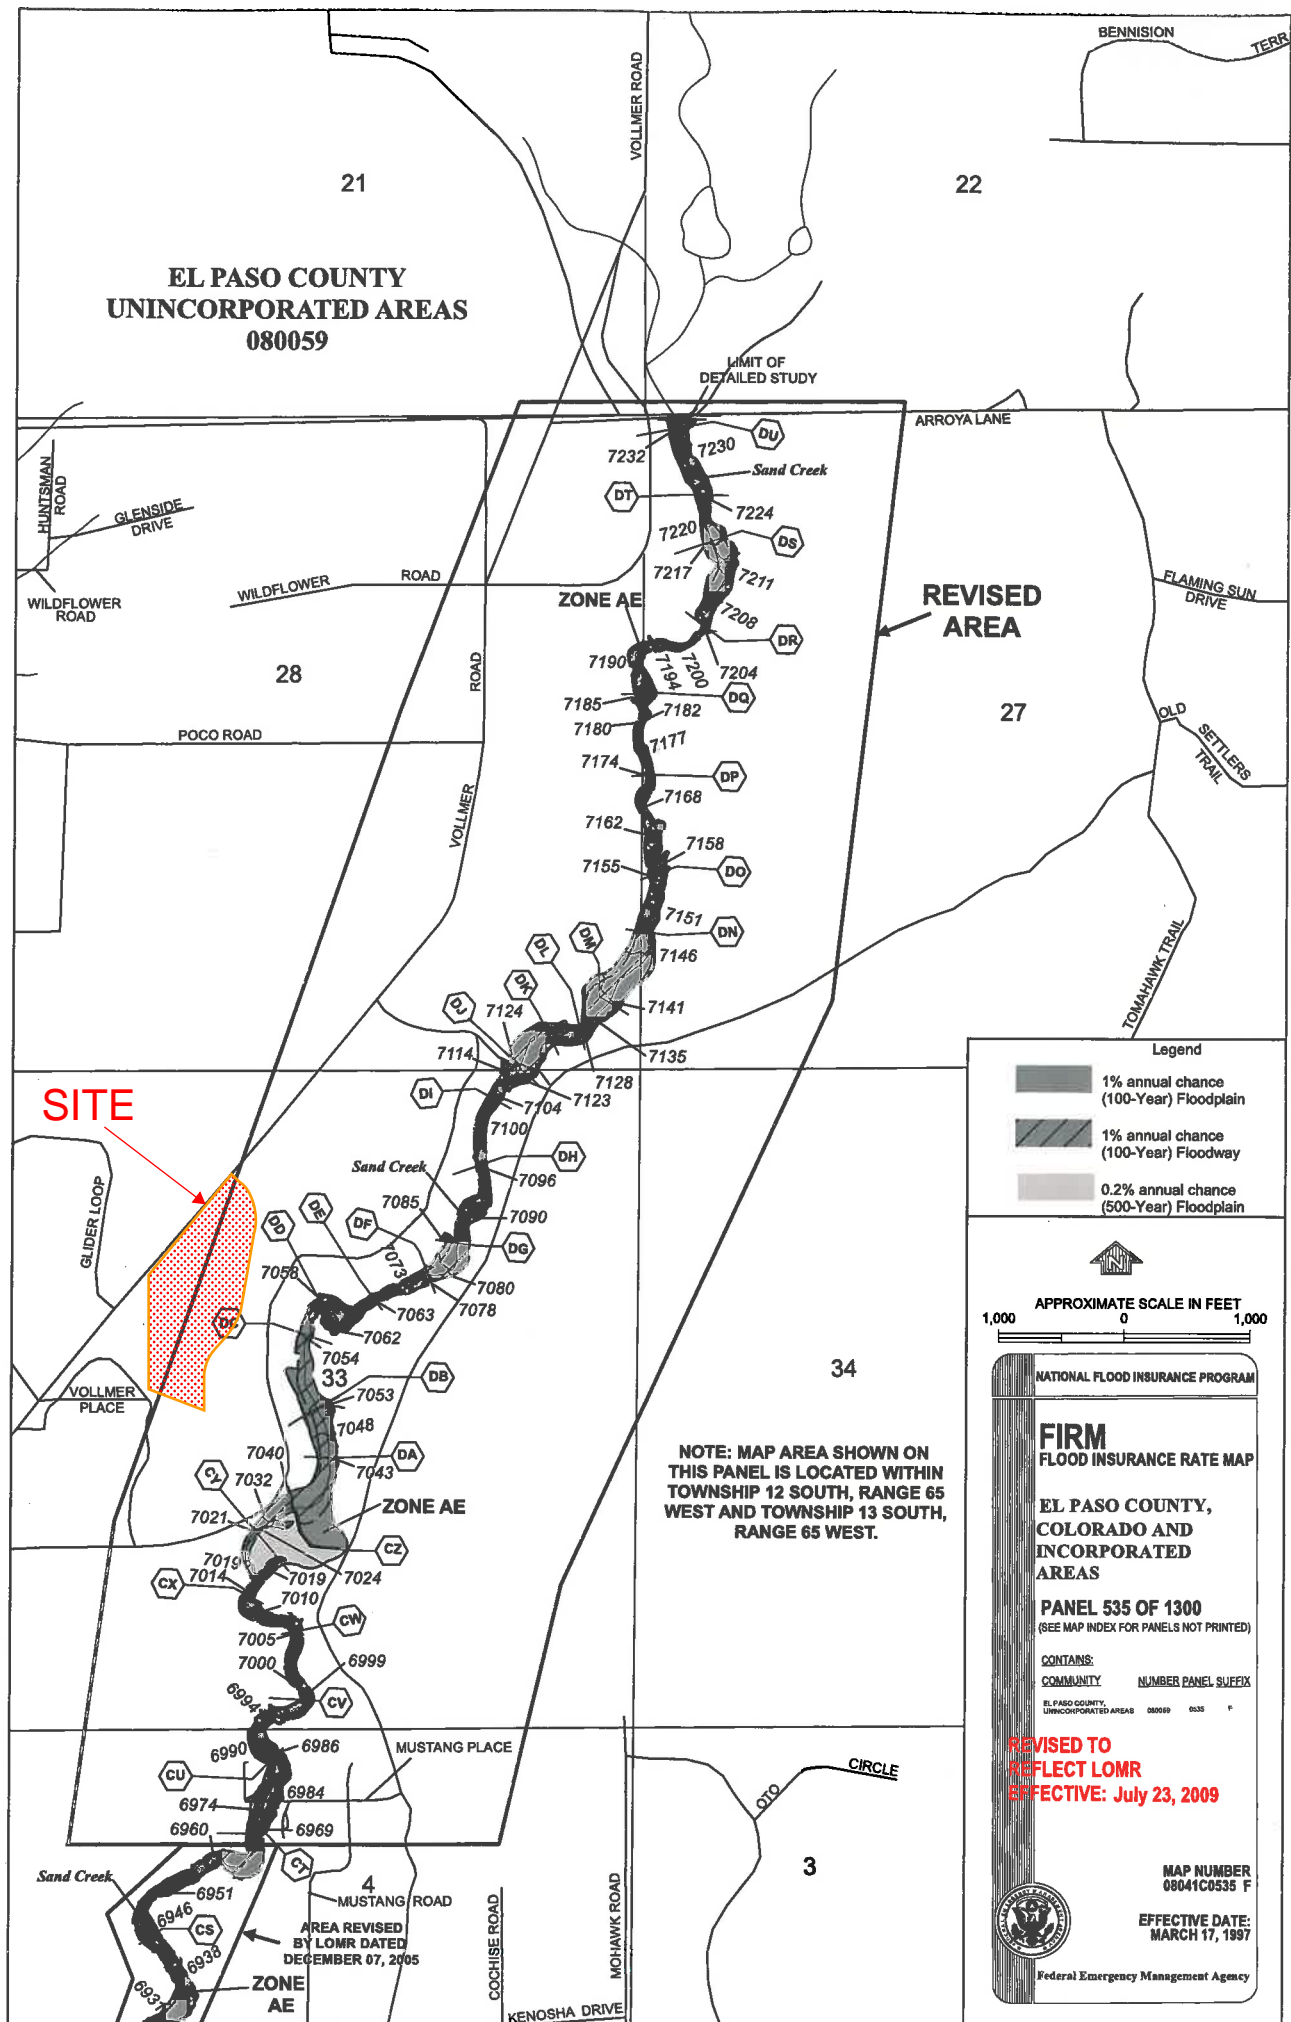 BENNISION
TERR
VOLLMER ROAD
21
22
EL PASO COUNTY
UNINCORPORATED AREAS
080059
LIMIT OF
DETAILED STUDY
ARROYA LANE
DU
7232
7230
Sand Creek
HUNTSMAN
ROAD
GLENSIDE
DRIVE
DT
7224
7220
DS
7217
7211
WILDFLOWER
ROAD
WILDFLOWER
ROAD
ZONE AE
7208
REVISED
AREA
FLAMING SUN
DRIVE
DR
7204
7190
7194
7200
28
ROAD
DQ
7185
7182
27
7180
7177
POCO ROAD
OLD
SETTLERS
TRAIL
7174
DP
7168
VOLLMER
7162
7158
7155
DO
7151
DN
DM
DL
7146
TOMAHAWK TRAIL
DK
DJ
7124
7141
7114
7135
7128
7123
DI
7104
7100
SITE
Legend
1% annual chance
(100-Year) Floodplain
1% annual chance
(100-Year) Floodway
0.2% annual chance
(500-Year) Floodplain
DH
Sand Creek
7096
GLIDER LOOP
7085
7090
DD
DE
DF
DG
7073
7058
7080
7063
7078
DC
7062
7054
N
APPROXIMATE SCALE IN FEET
1,000
0
1,000
33
34
DB
VOLLMER
PLACE
7053
7048
7040
DA
7043
CY
7032
ZONE AE
7021
CZ
7019
7019
7024
CX
7014
7010
CW
7005
7000
6999
6994
CV
NOTE: MAP AREA SHOWN ON
THIS PANEL IS LOCATED WITHIN
TOWNSHIP 12 SOUTH, RANGE 65
WEST AND TOWNSHIP 13 SOUTH,
RANGE 65 WEST.
6990
6986
MUSTANG PLACE
CU
6984
6974
OTO
CIRCLE
6960
6969
CT
3
4
Sand Creek
6951
MUSTANG ROAD
6946
CS
AREA REVISED
BY LOMR DATED
DECEMBER 07, 2005
6938
6931
ZONE
AE
COCHISE ROAD
MOHAWK ROAD
KENOSHA DRIVE
NATIONAL FLOOD INSURANCE PROGRAM
FIRM
FLOOD INSURANCE RATE MAP
EL PASO COUNTY,
COLORADO AND
INCORPORATED
AREAS
PANEL 535 OF 1300
(SEE MAP INDEX FOR PANELS NOT PRINTED)
CONTAINS:
COMMUNITY NUMBER PANEL SUFFIX
EL PASO COUNTY,
UNINCORPORATED AREAS 080059 0535 F
REVISED TO
REFLECT LOMR
EFFECTIVE: July 23, 2009
MAP NUMBER
08041C0535 F
EFFECTIVE DATE:
MARCH 17, 1997
Federal Emergency Management Agency